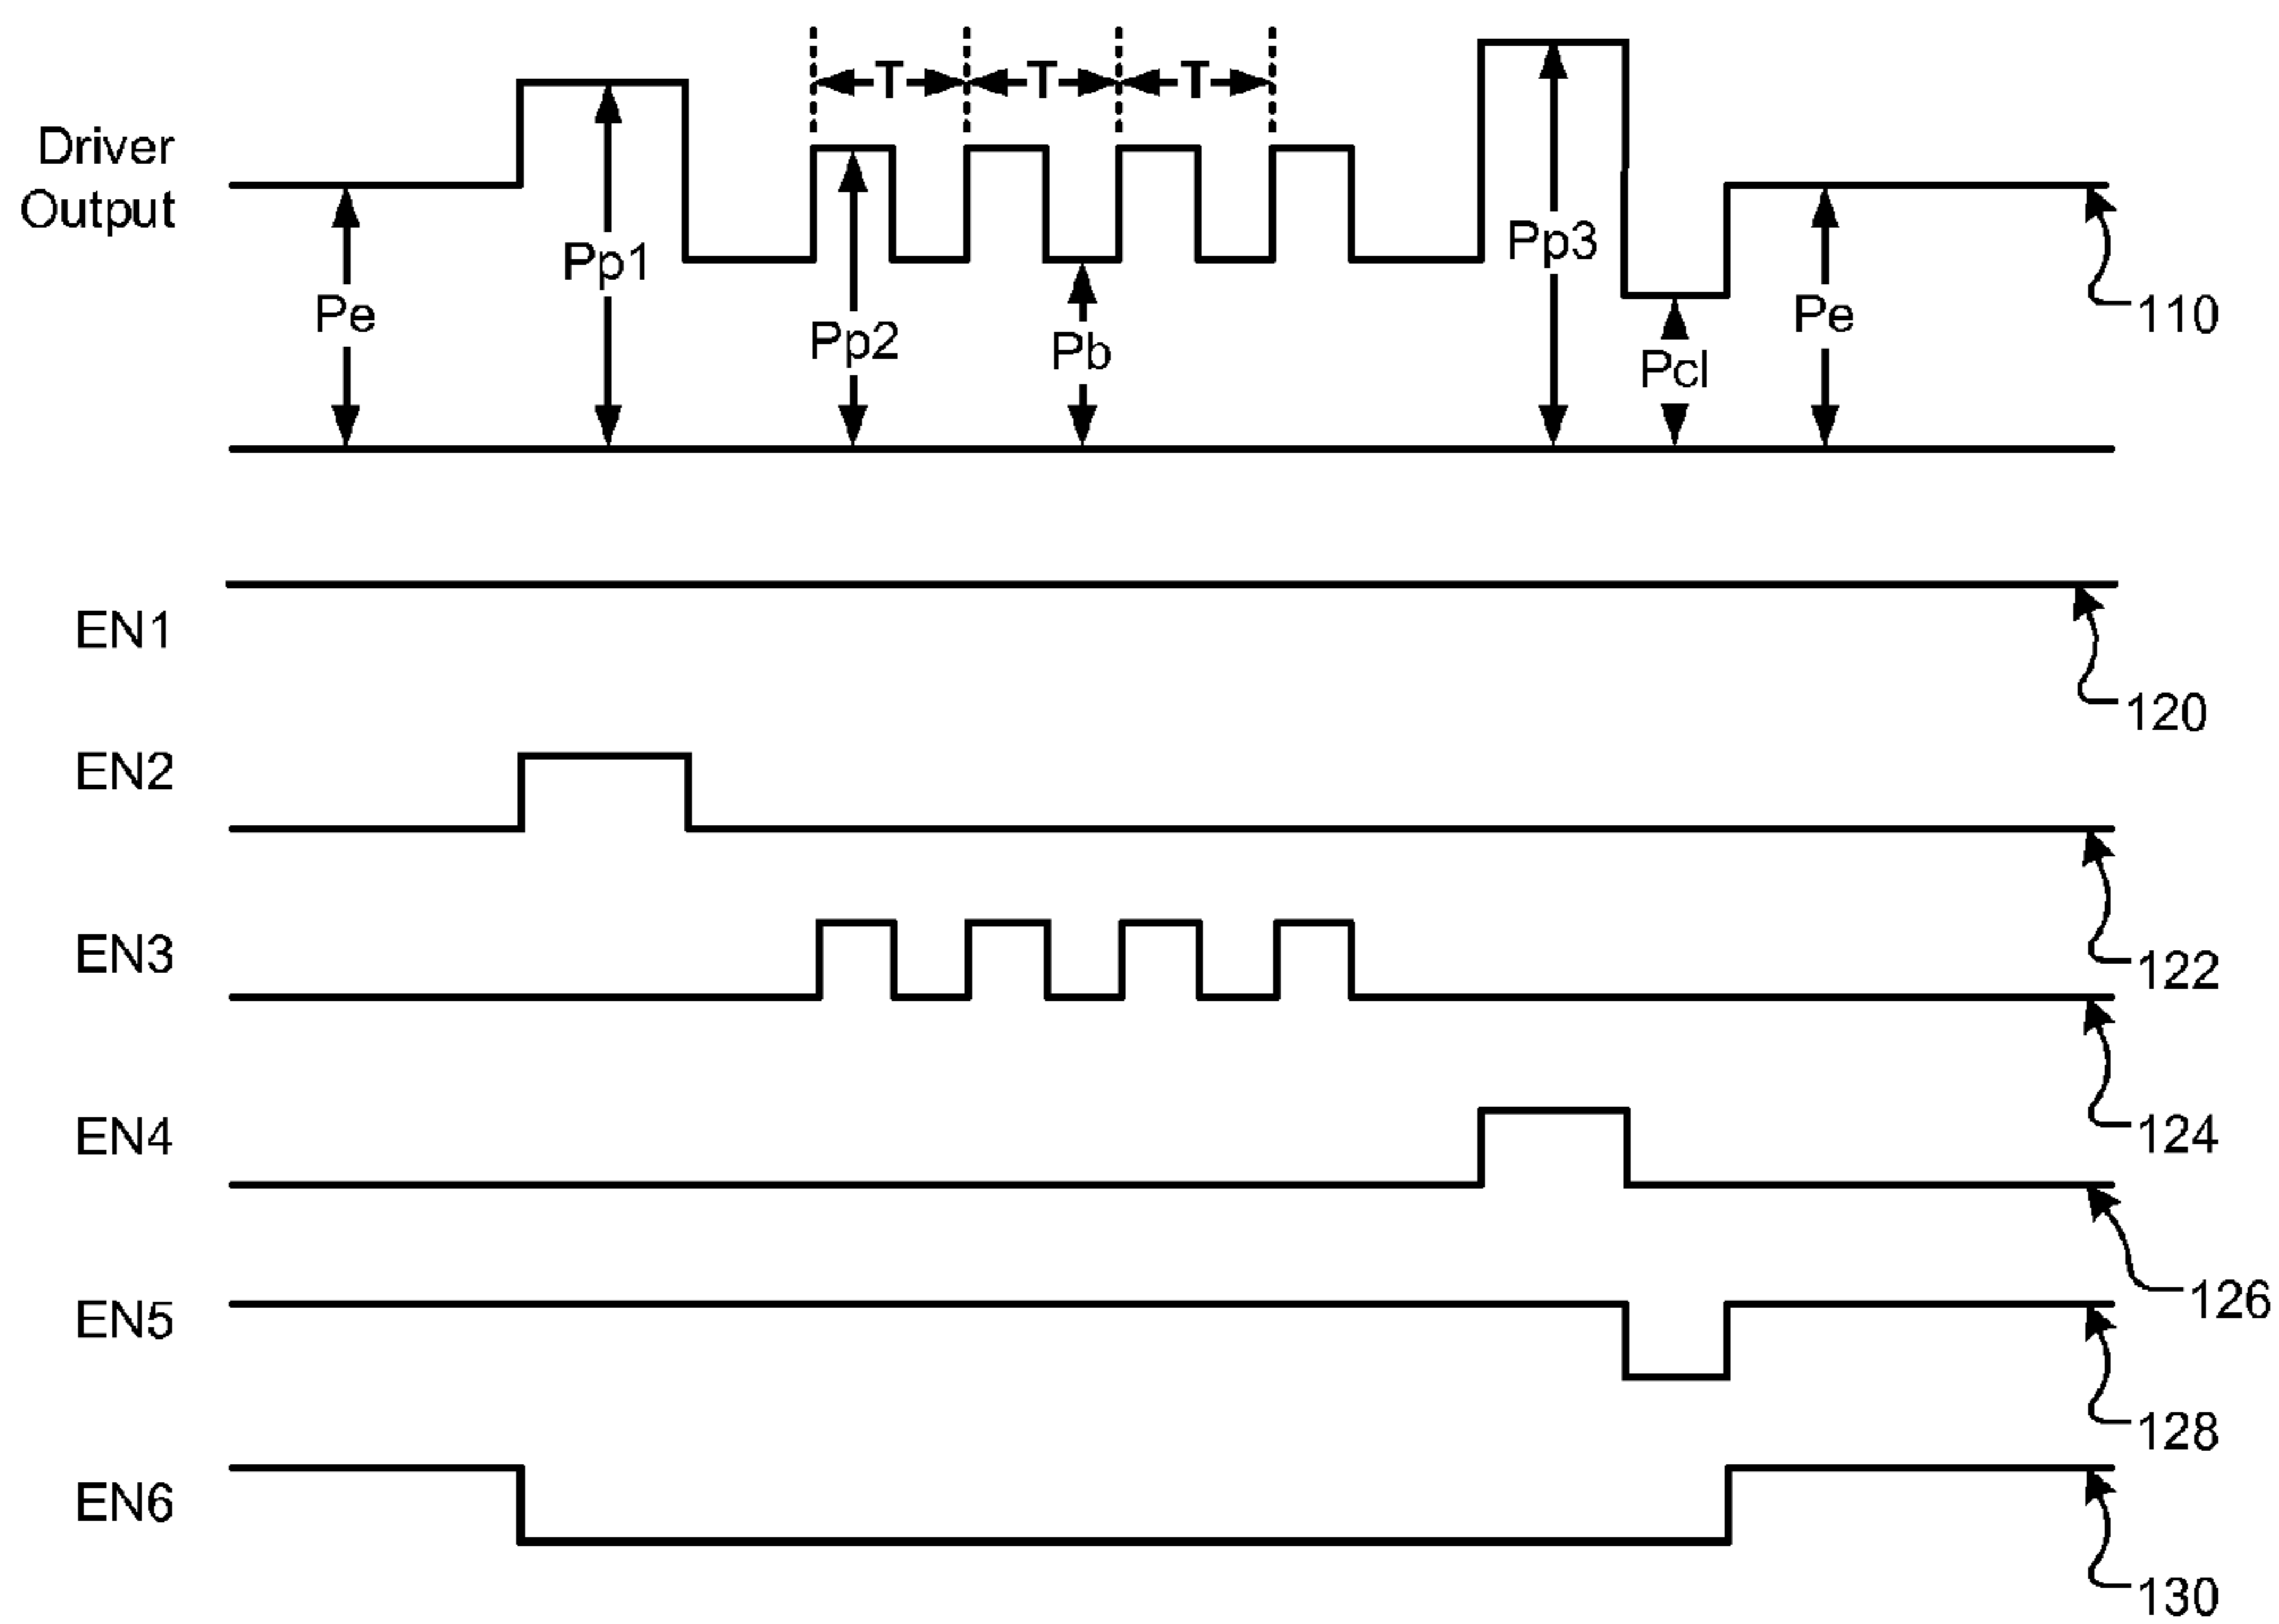 T T T
Driver
Output
Pe
Pp1
Pp2
Pb
Pp3
Pcl
Pe
110
EN1
120
EN2
122
EN3
124
EN4
126
EN5
128
EN6
130